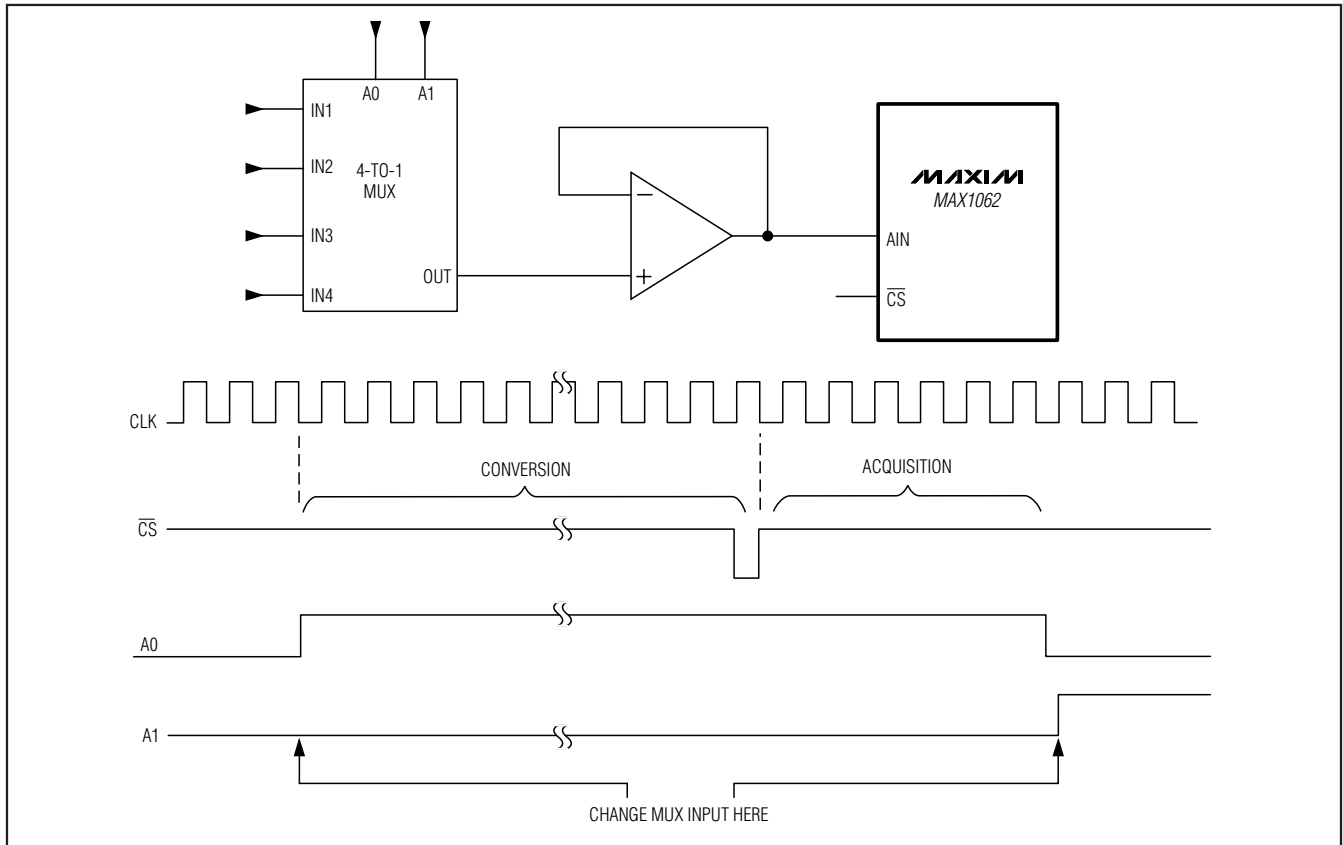 A0 A1
IN1
IN2
IN3
IN4
4-TO-1
MUX
OUT
−
+
MAXIM
MAX1062
AIN
CS
CLK
CONVERSION
ACQUISITION
CS
A0
A1
CHANGE MUX INPUT HERE